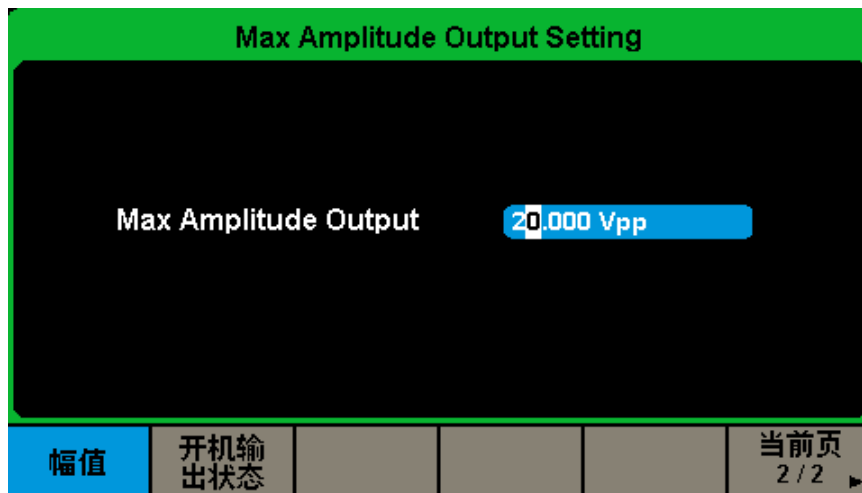 Max Amplitude Output Setting
Max Amplitude Output
20.000 Vpp
幅值
开机输
出状态
当前页
2/2